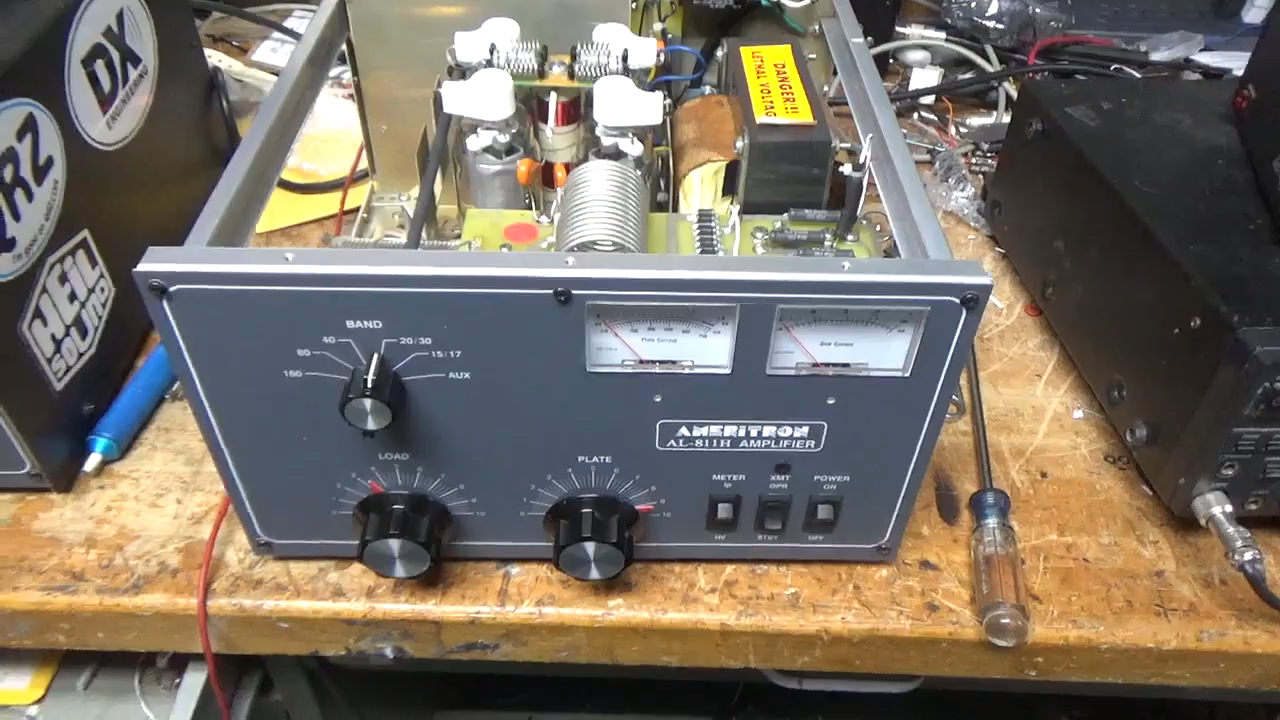 DX
ENGINEERING
QRZ
HEIL
SOUND
DANGER!!!
LETHAL VOLTAG
BAND
160
80
40
20/30
15/17
AUX
Plate Current
Grid Current
AMERITRON
AL-811H AMPLIFIER
LOAD
PLATE
METER
Ip
HV
XMT
OPR
STBY
POWER
ON
OFF